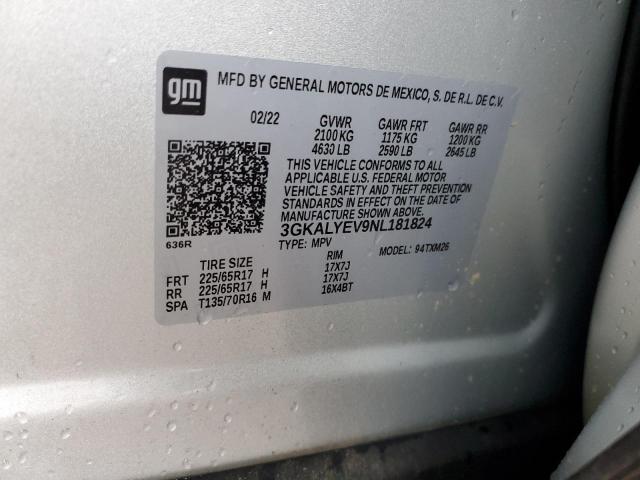 gm
MFD BY GENERAL MOTORS DE MEXICO, S. DE R.L. DE C.V.
02/22 GVWR GAWR FRT GAWR RR
2100 KG 1175 KG 1200 KG
4630 LB 2590 LB 2645 LB
THIS VEHICLE CONFORMS TO ALL
APPLICABLE U.S. FEDERAL MOTOR
VEHICLE SAFETY AND THEFT PREVENTION
STANDARDS IN EFFECT ON THE DATE OF
MANUFACTURE SHOWN ABOVE.
3GKALYEV9NL181824
636R
TYPE: MPV MODEL: 94TXM26
TIRE SIZE RIM
FRT 225/65R17 H 17X7J
RR 225/65R17 H 17X7J
SPA T135/70R16 M 16X4BT